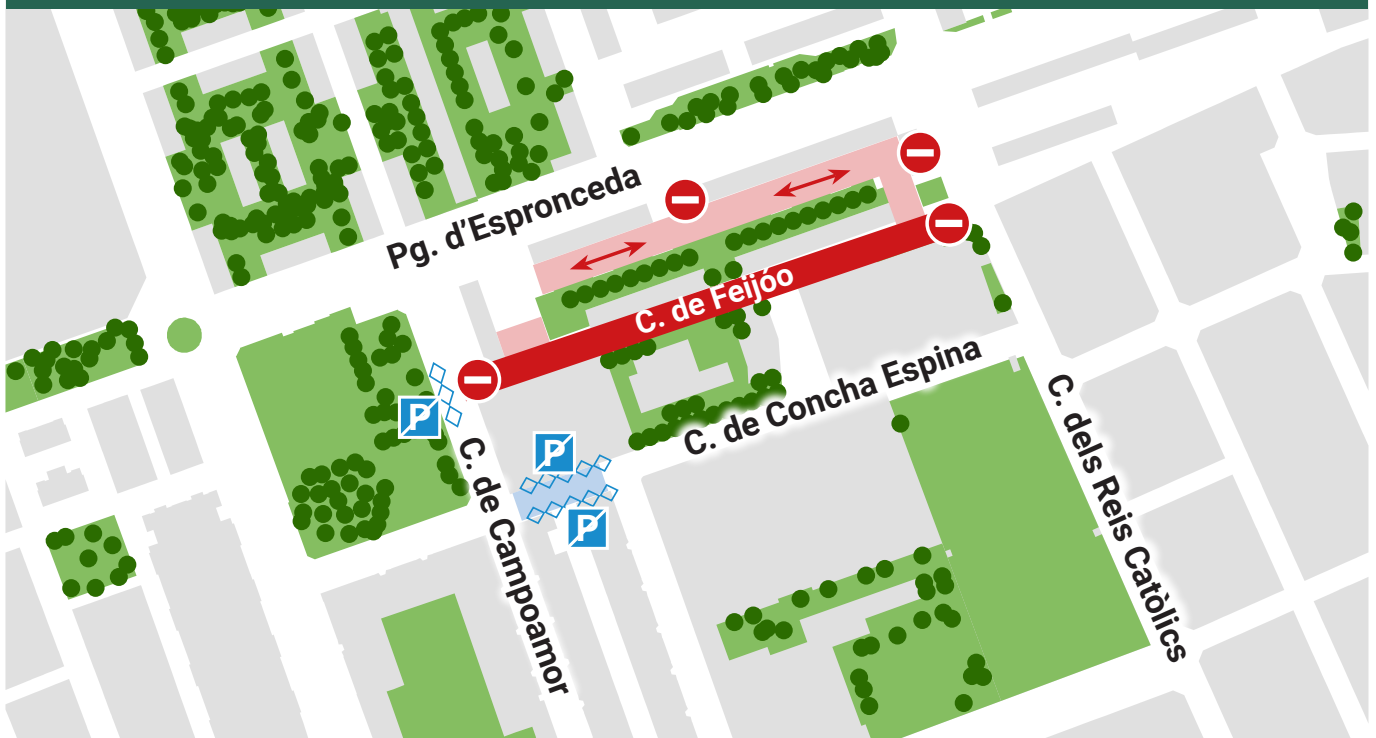 Pg. d'Espronceda
C. de Feijóo
C. de Concha Espina
P
P
P
C. de Campoamor
C. dels Reis Catòlics